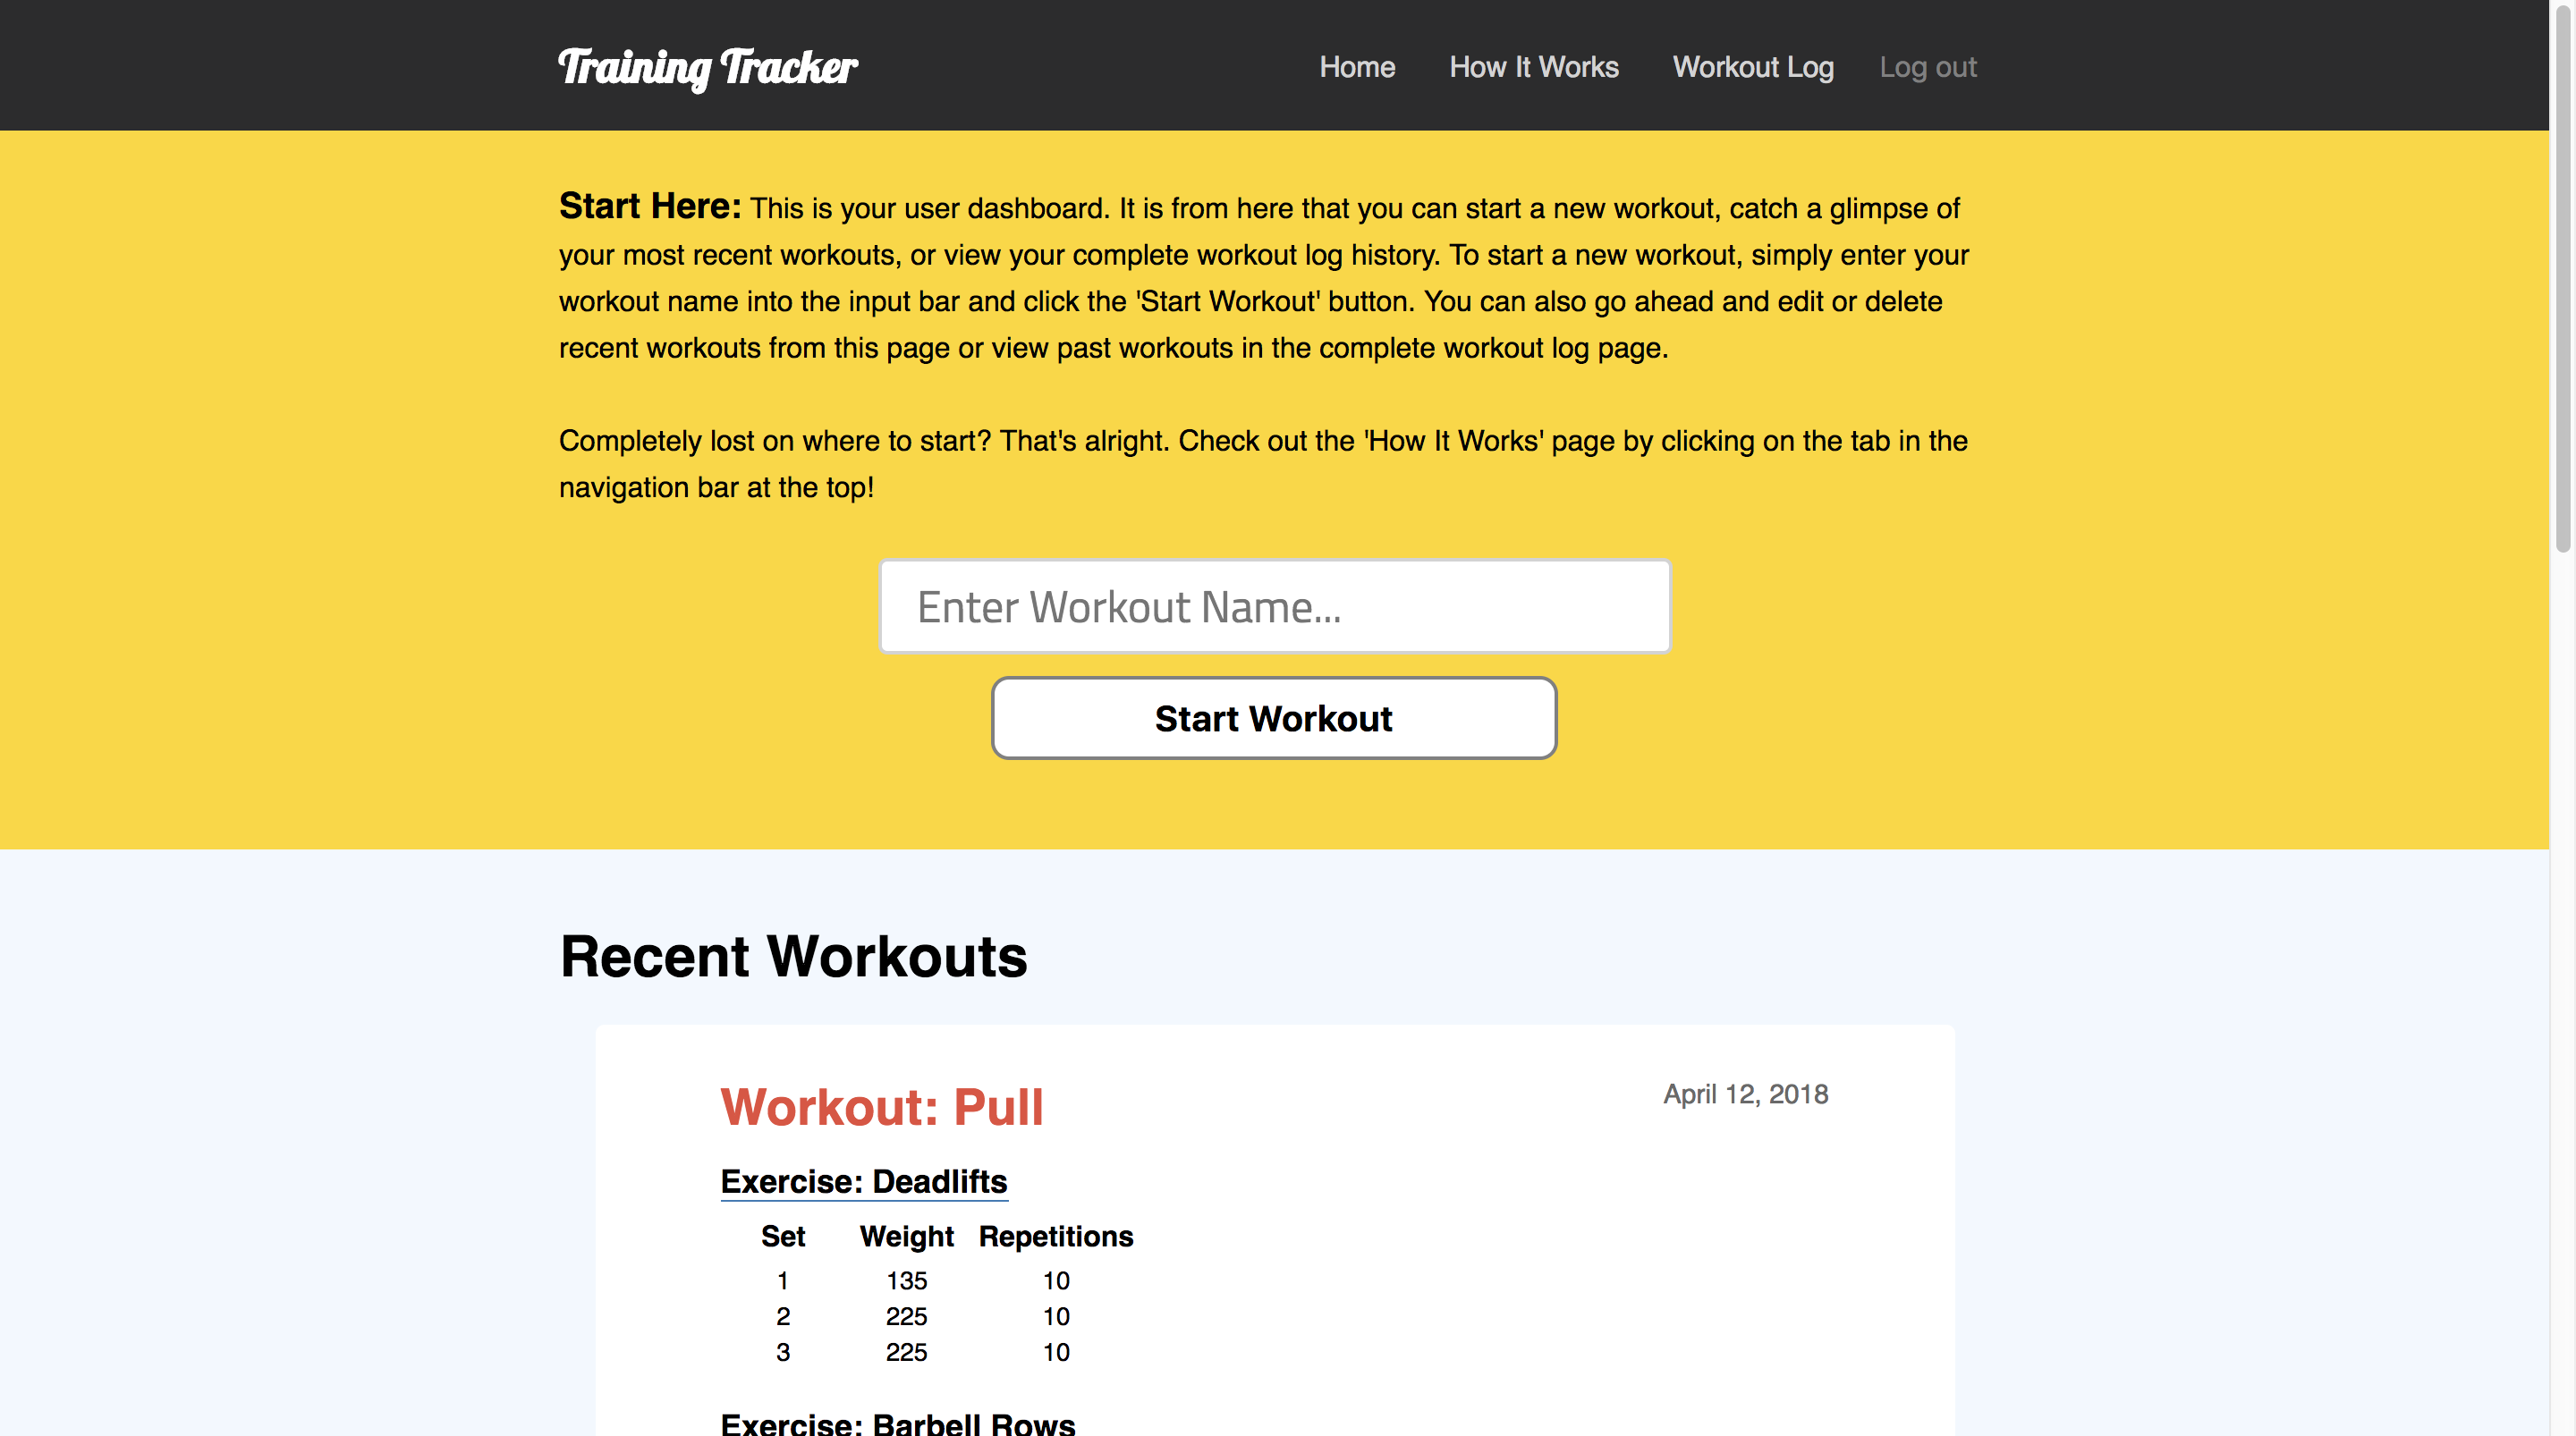 Training Tracker
Home How It Works Workout Log Log out
Start Here: This is your user dashboard. It is from here that you can start a new workout, catch a glimpse of
your most recent workouts, or view your complete workout log history. To start a new workout, simply enter your
workout name into the input bar and click the 'Start Workout' button. You can also go ahead and edit or delete
recent workouts from this page or view past workouts in the complete workout log page.
Completely lost on where to start? That's alright. Check out the 'How It Works' page by clicking on the tab in the
navigation bar at the top!
Enter Workout Name...
Start Workout
Recent Workouts
Workout: Pull
April 12, 2018
Exercise: Deadlifts
Set Weight Repetitions
1 135 10
2 225 10
3 225 10
Exercise: Barbell Rows